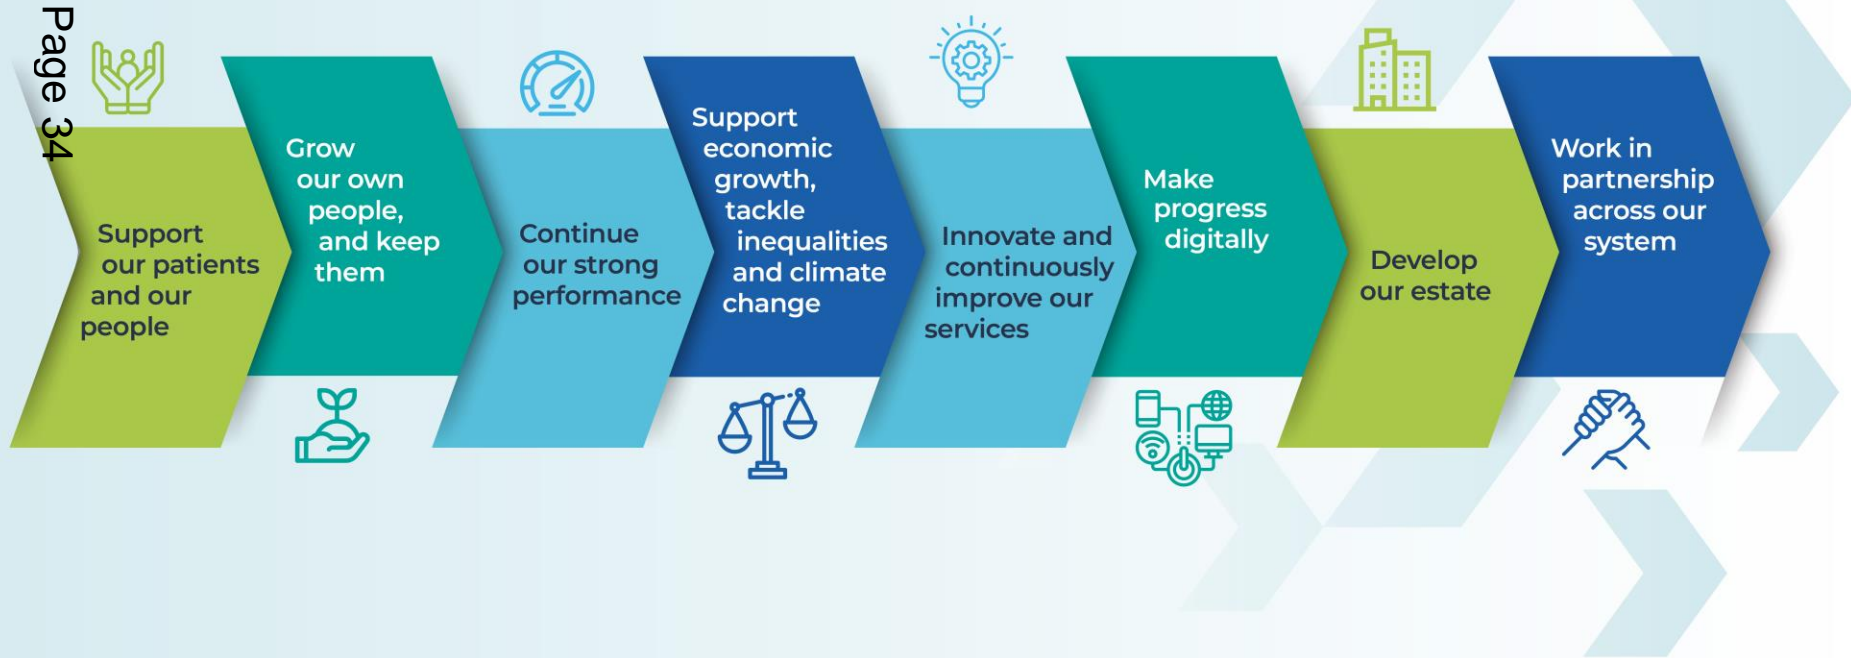 Page 34
Support
our patients
and our
people
Grow
our own
people,
and keep
them
Continue
our strong
performance
Support
economic
growth,
tackle
inequalities
and climate
change
Innovate and
continuously
improve our
services
Make
progress
digitally
Develop
our estate
Work in
partnership
across our
system